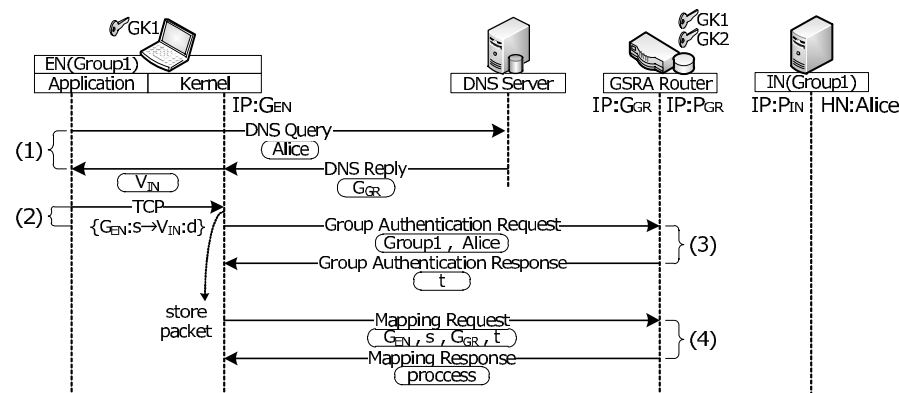 GK1
GK1
GK2
EN(Group1)
Application
Kernel
DNS Server
GSRA Router
IN(Group1)
IP:GEN
IP:GGR
IP:PGR
IP:PIN
HN:Alice
(1)
DNS Query
Alice
DNS Reply
VIN
GGR
(2)
TCP
{GEN:s→VIN:d}
Group Authentication Request
Group1 , Alice
(3)
Group Authentication Response
t
store
packet
Mapping Request
GEN , s , GGR , t
(4)
Mapping Response
proccess